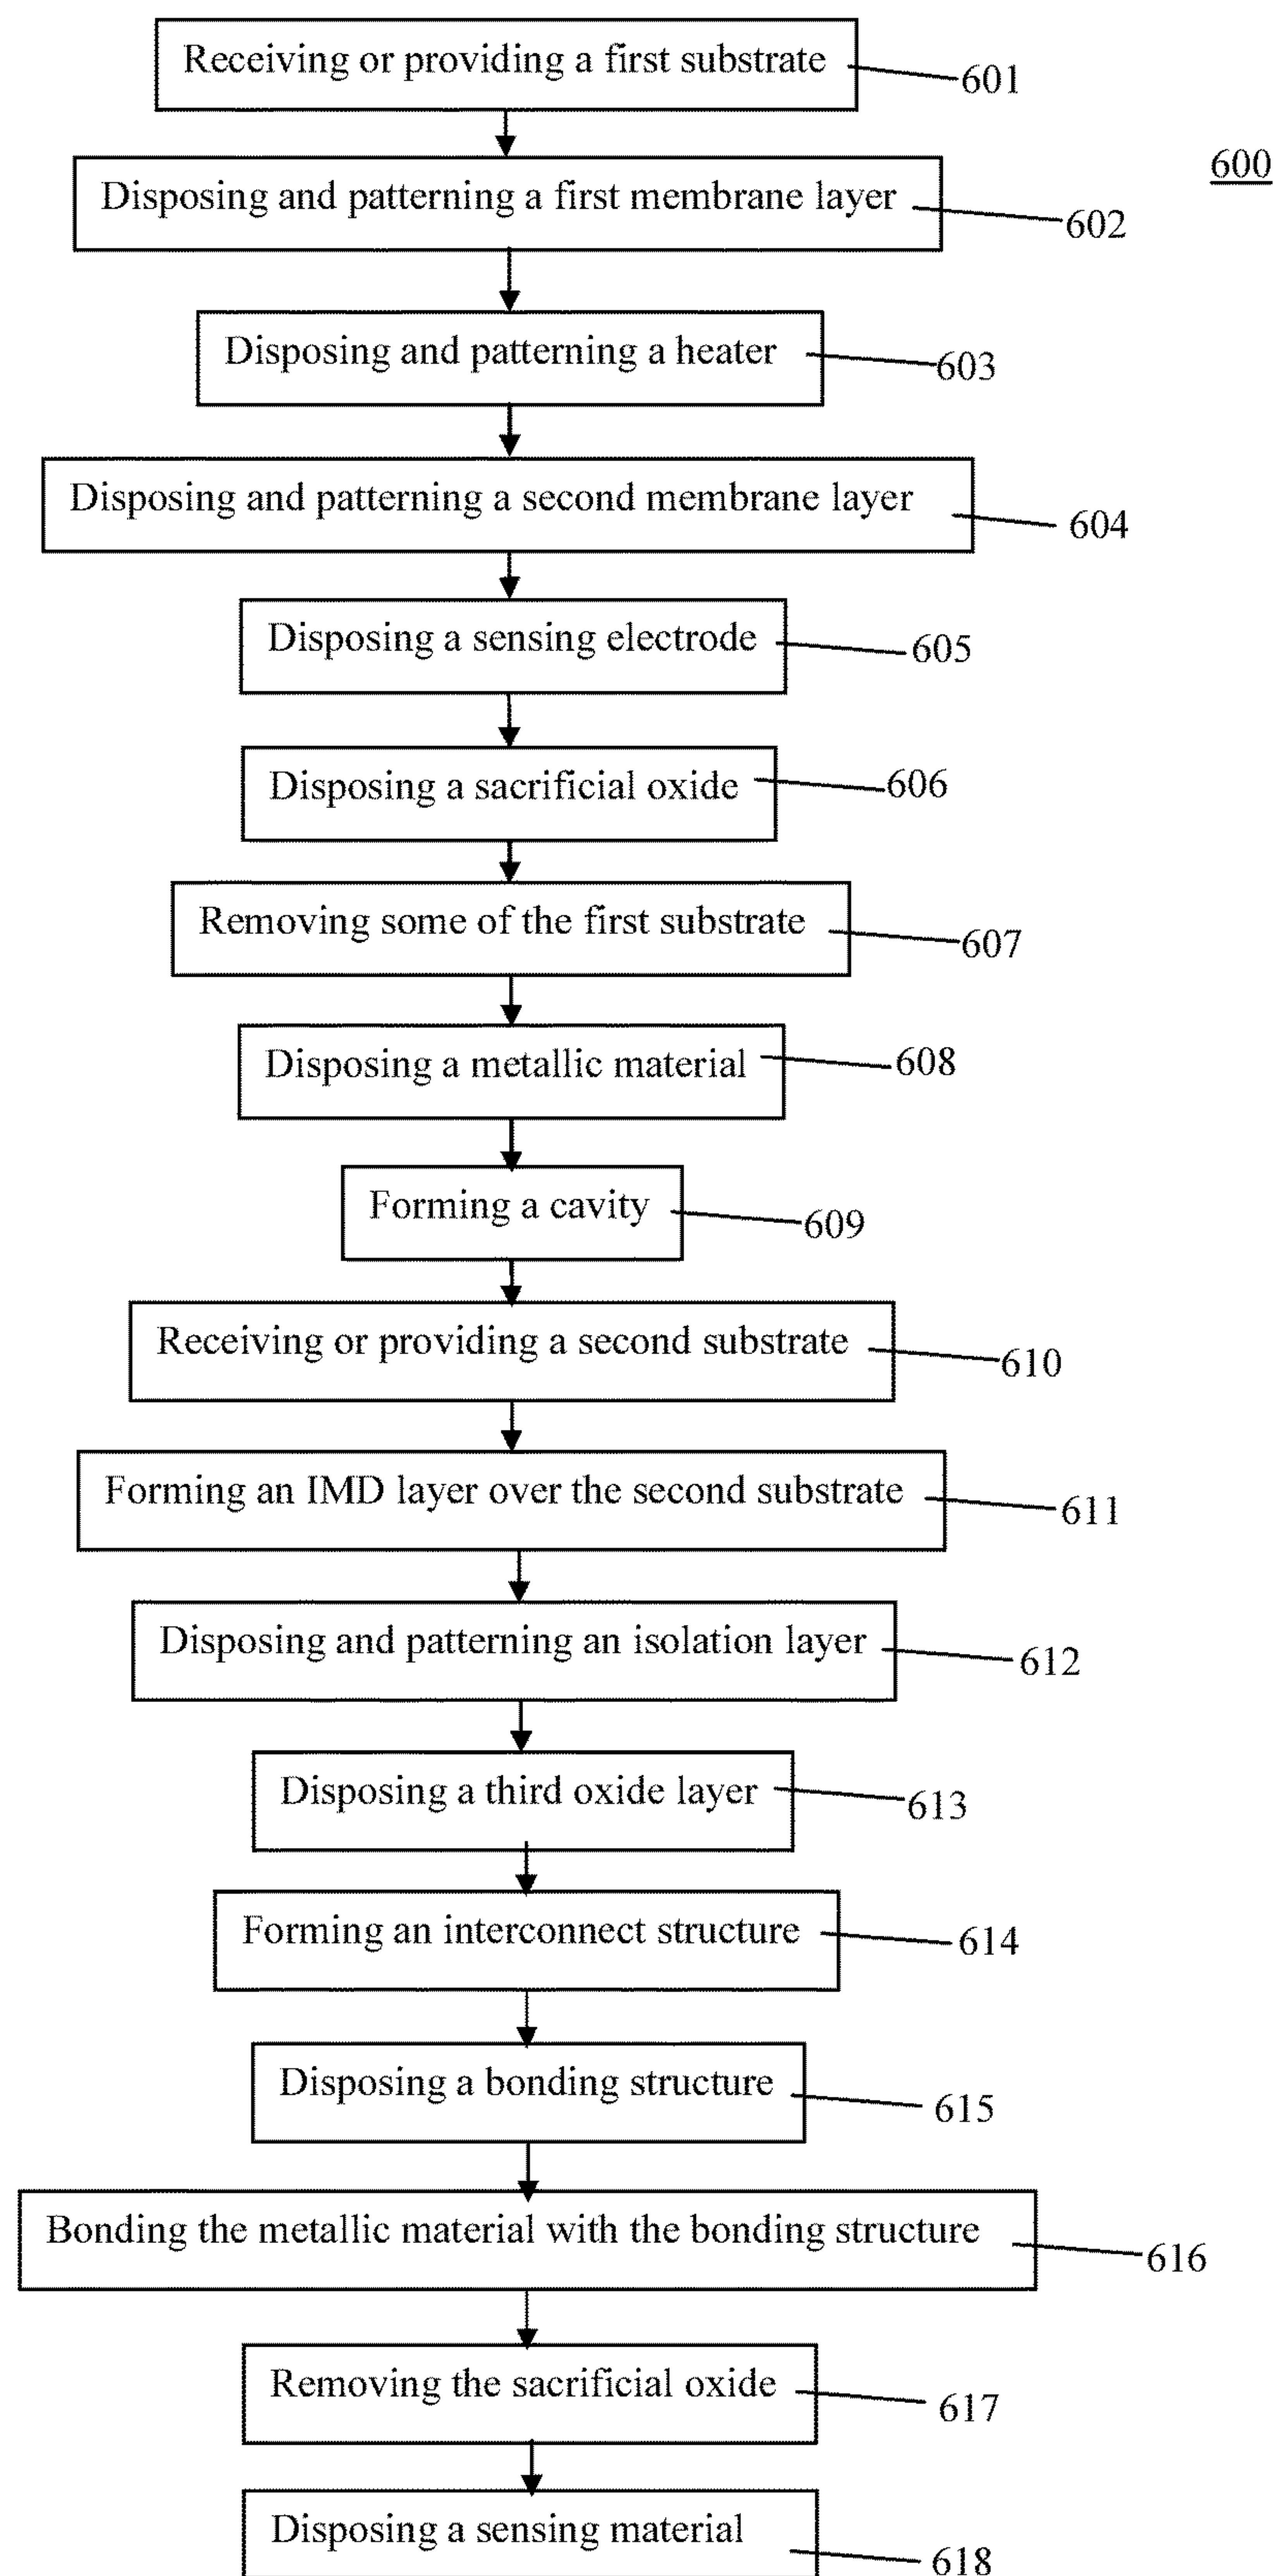 Receiving or providing a first substrate
601
600
Disposing and patterning a first membrane layer
602
Disposing and patterning a heater
603
Disposing and patterning a second membrane layer
604
Disposing a sensing electrode
605
Disposing a sacrificial oxide
606
Removing some of the first substrate
607
Disposing a metallic material
608
Forming a cavity
609
Receiving or providing a second substrate
610
Forming an IMD layer over the second substrate
611
Disposing and patterning an isolation layer
612
Disposing a third oxide layer
613
Forming an interconnect structure
614
Disposing a bonding structure
615
Bonding the metallic material with the bonding structure
616
Removing the sacrificial oxide
617
Disposing a sensing material
618